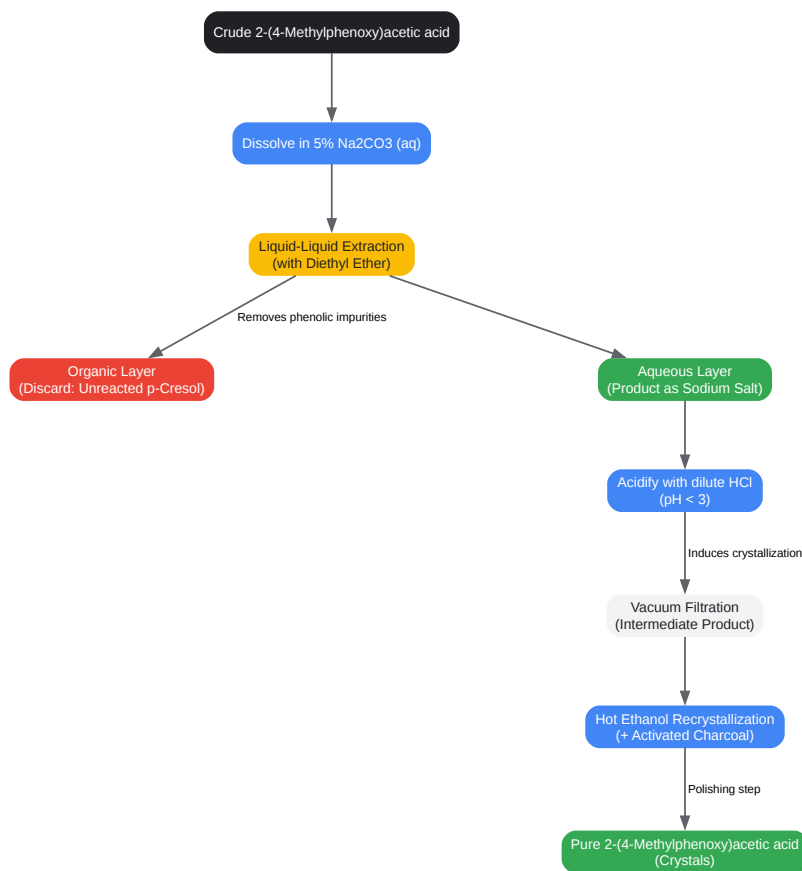 Crude 2-(4-Methylphenoxy)acetic acid
Dissolve in 5% Na2CO3 (aq)
Liquid-Liquid Extraction
(with Diethyl Ether)
Removes phenolic impurities
Organic Layer
(Discard: Unreacted p-Cresol)
Aqueous Layer
(Product as Sodium Salt)
Acidify with dilute HCl
(pH < 3)
Induces crystallization
Vacuum Filtration
(Intermediate Product)
Hot Ethanol Recrystallization
(+ Activated Charcoal)
Polishing step
Pure 2-(4-Methylphenoxy)acetic acid
(Crystals)